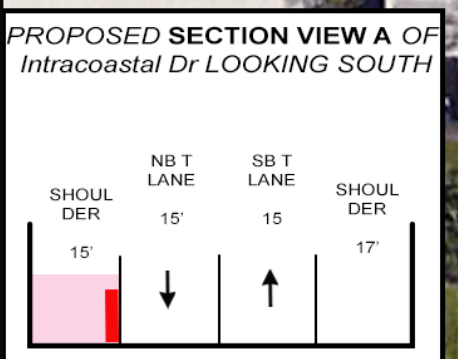 PROPOSED SECTION VIEW A OF
Intracoastal Dr LOOKING SOUTH
SHOUL
DER
15'
NB T
LANE
15'
SB T
LANE
15
SHOUL
DER
17'